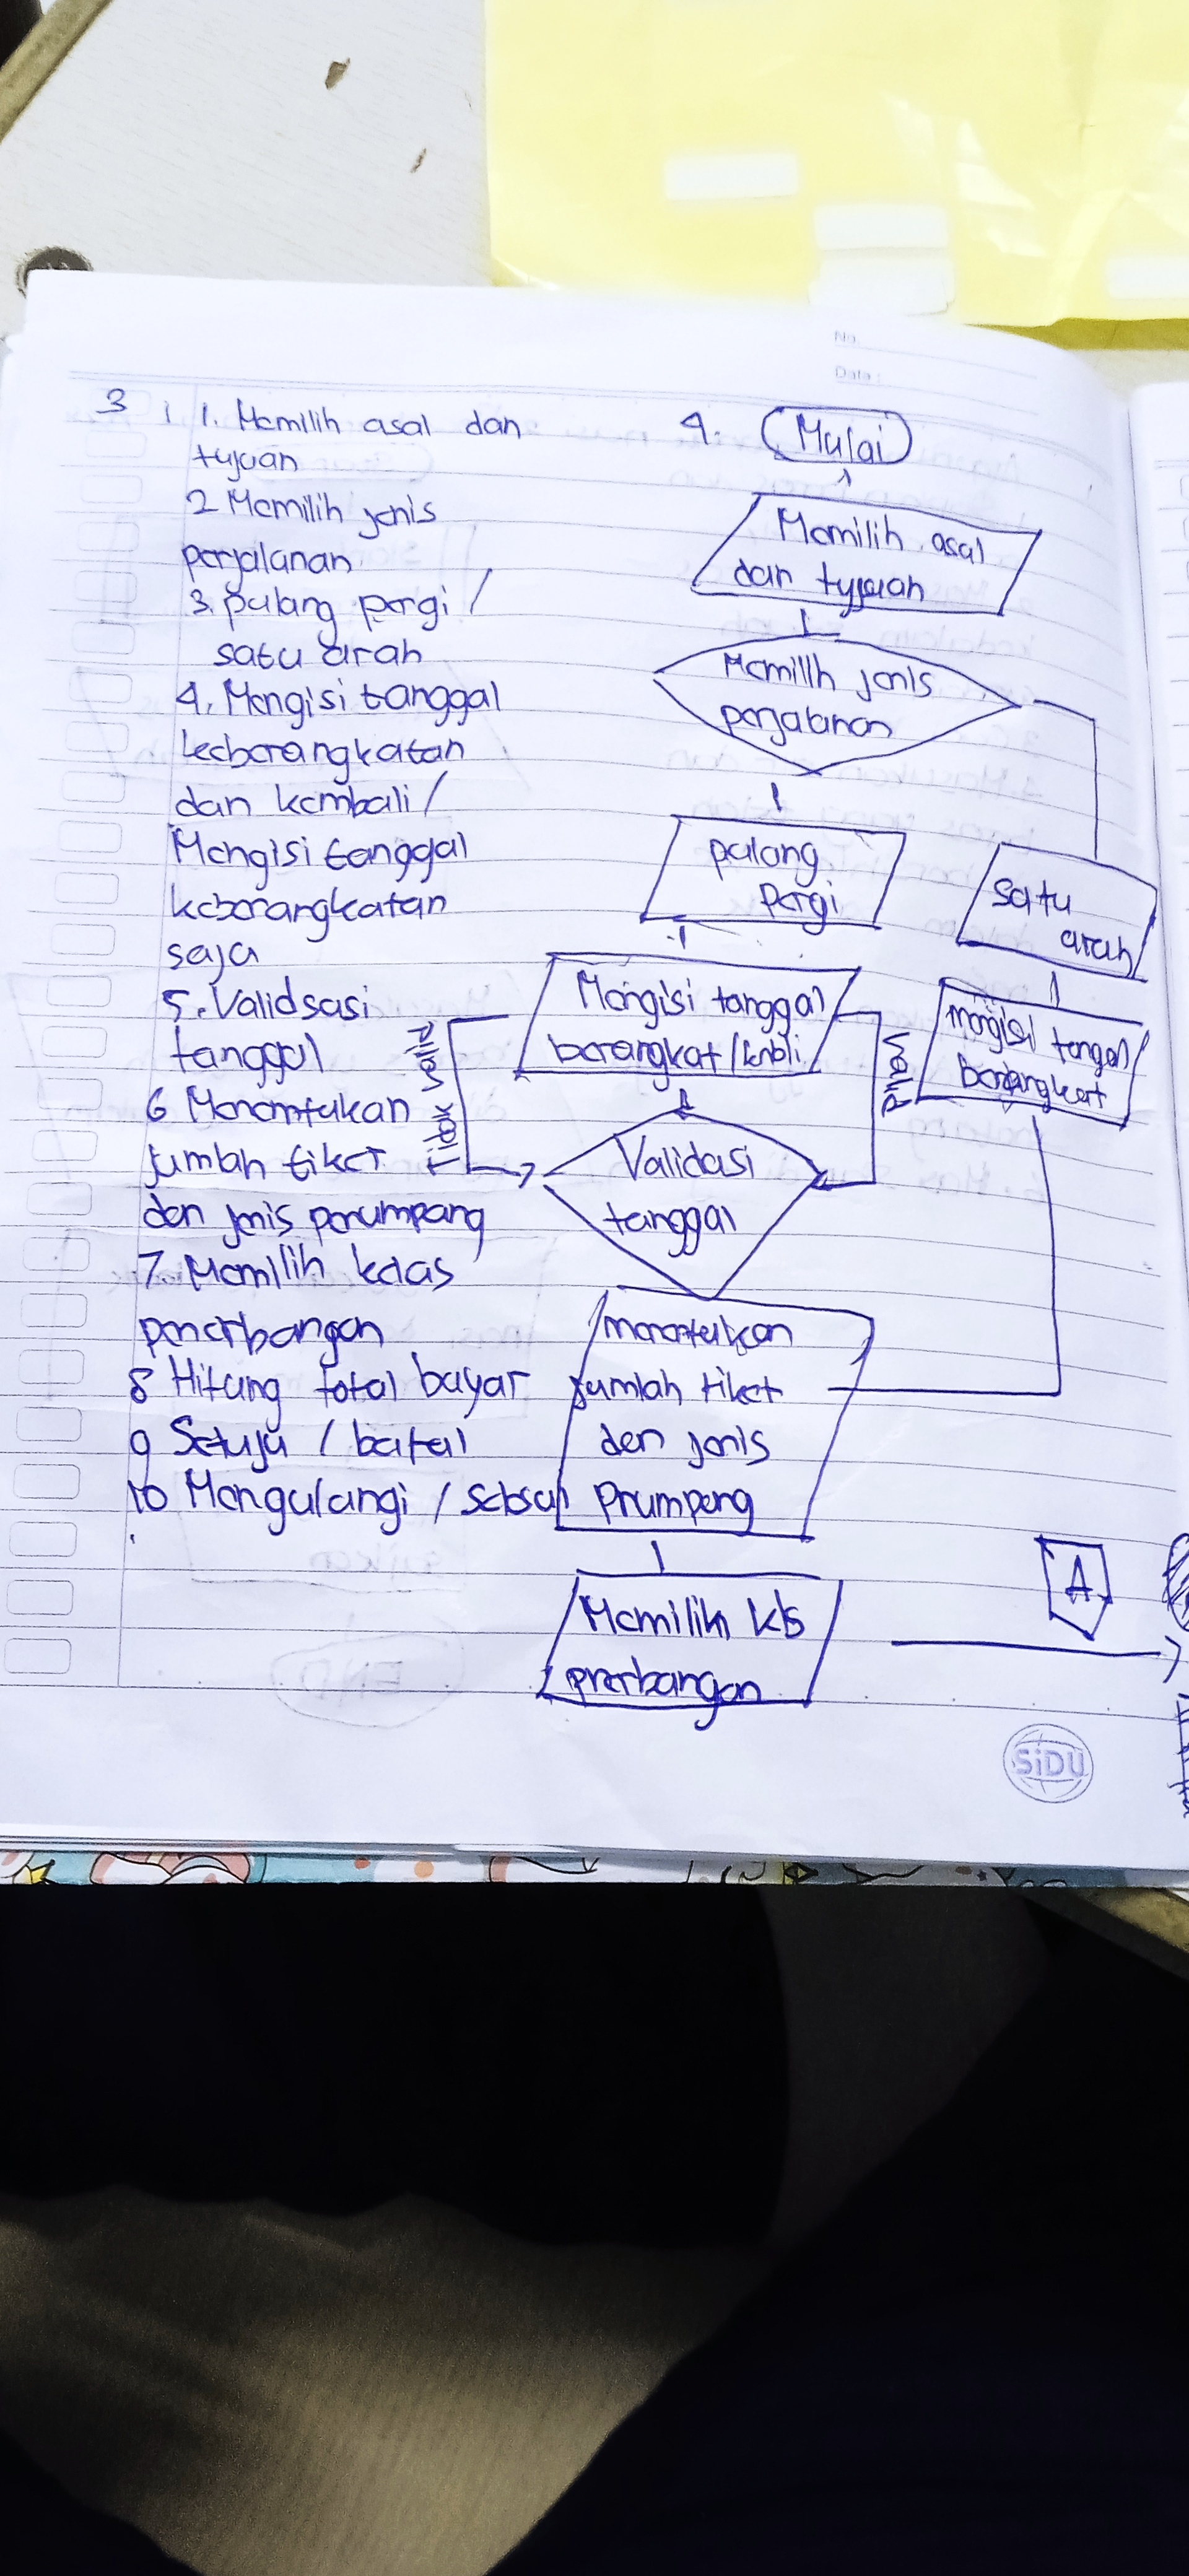 No.
Date :
3 1. Memilih asal dan
tujuan
2 Memilih jenis
perjalanan
3. pulang pergi /
satu arah
4. Mengisi tanggal
keberangkatan
dan kembali /
Mengisi tanggal
keberangkatan
saja
5. Validsasi
tanggal
6 Menentukan
jumlah tiket
dan jenis penumpang
7. Memilih kelas
penerbangan
8 Hitung total bayar
9 Setuju / batal
10 Mengulangi /
4. Mulai
Memilih asal
dan tujuan
Memilih jenis
perjalanan
pulang
pergi
satu
arah
Mengisi tanggal
berangkat /
mengisi tanggal
berangkat
Tidak valid
Valid
Validasi
tanggal
menentukan
jumlah tiket
dan jenis
Memilih kls
A
SiDU